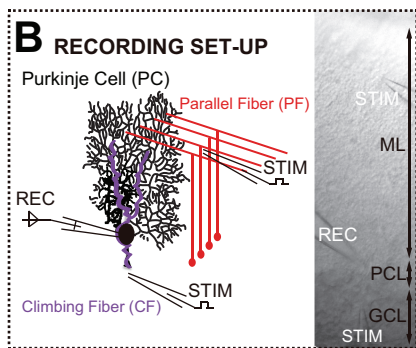 B RECORDING SET-UP
Purkinje Cell (PC)
Parallel Fiber (PF)
STIM
REC
STIM
Climbing Fiber (CF)
STIM
ML
REC
PCL
GCL
STIM